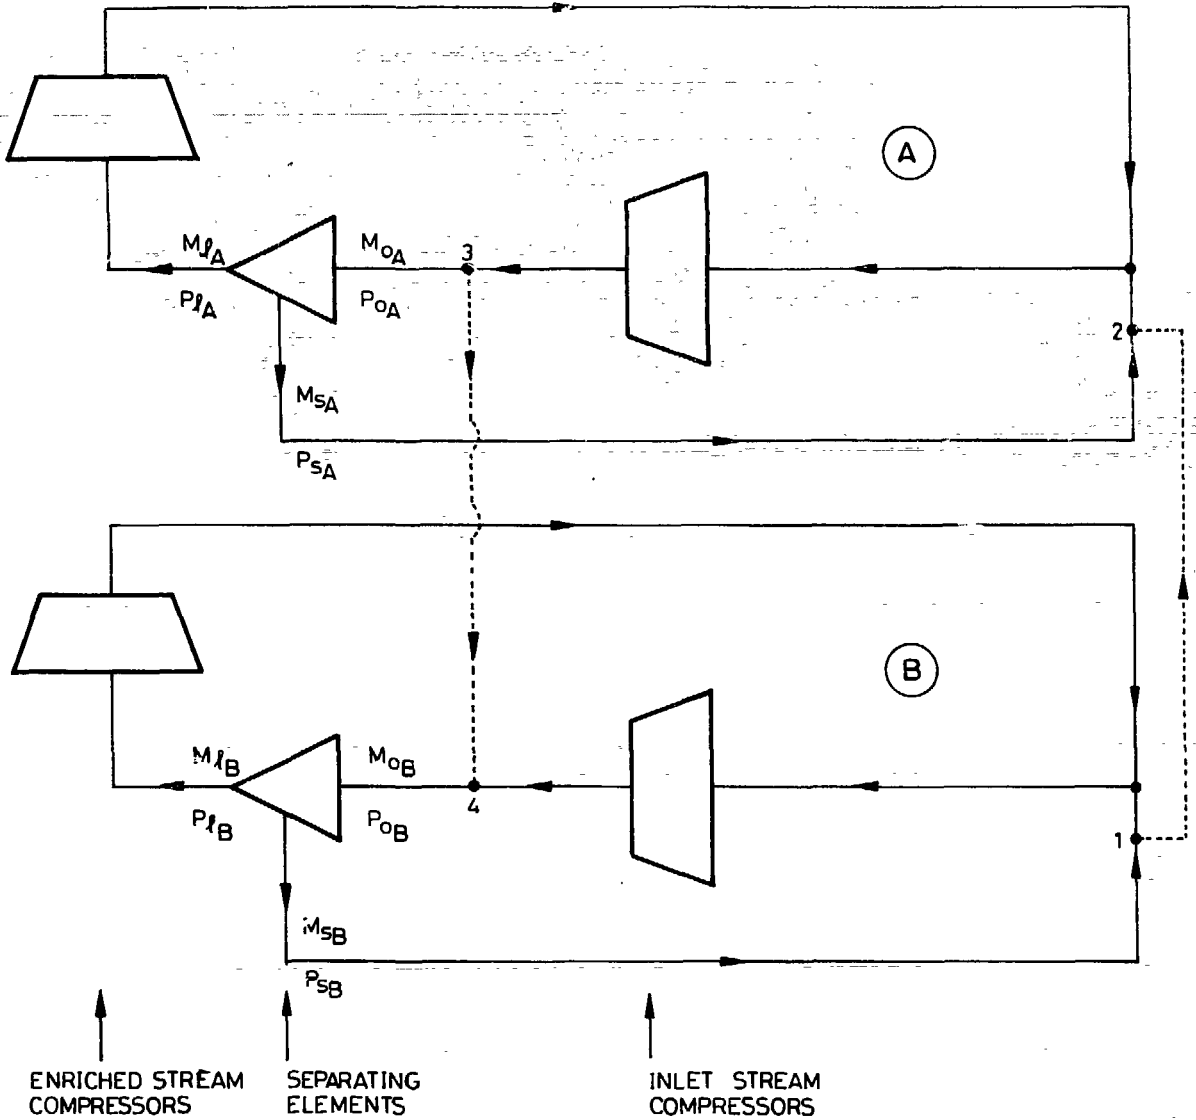 A
MℓA
MoA
3
PℓA
PoA
2
MsA
PsA
B
MℓB
MoB
PℓB
PoB
4
1
MsB
PsB
ENRICHED STREAM
COMPRESSORS
SEPARATING
ELEMENTS
INLET STREAM
COMPRESSORS